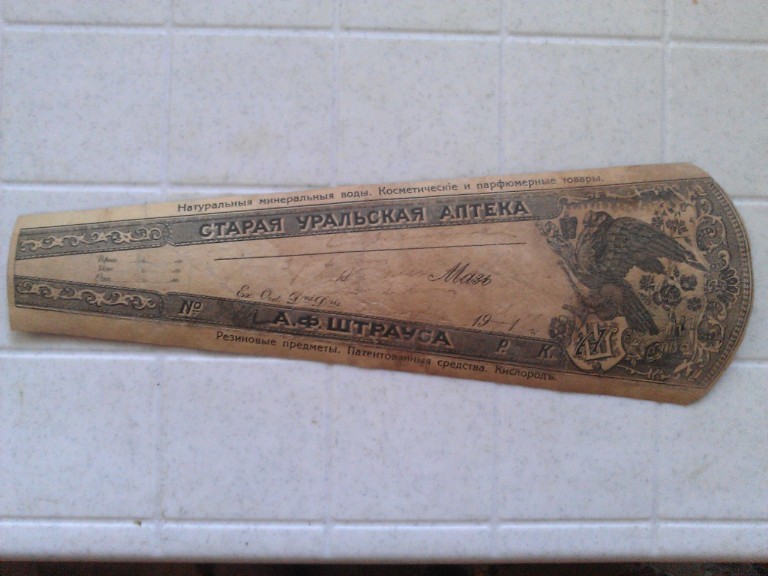 Натуральныя минеральныя воды. Косметическіе и парфюмерные товары.
СТАРАЯ УРАЛЬСКАЯ АПТЕКА
Мазь
19
№ А.Ф. ШТРАУСА Р. К.
Резиновые предметы. Патентованныя средства. Кислородъ.